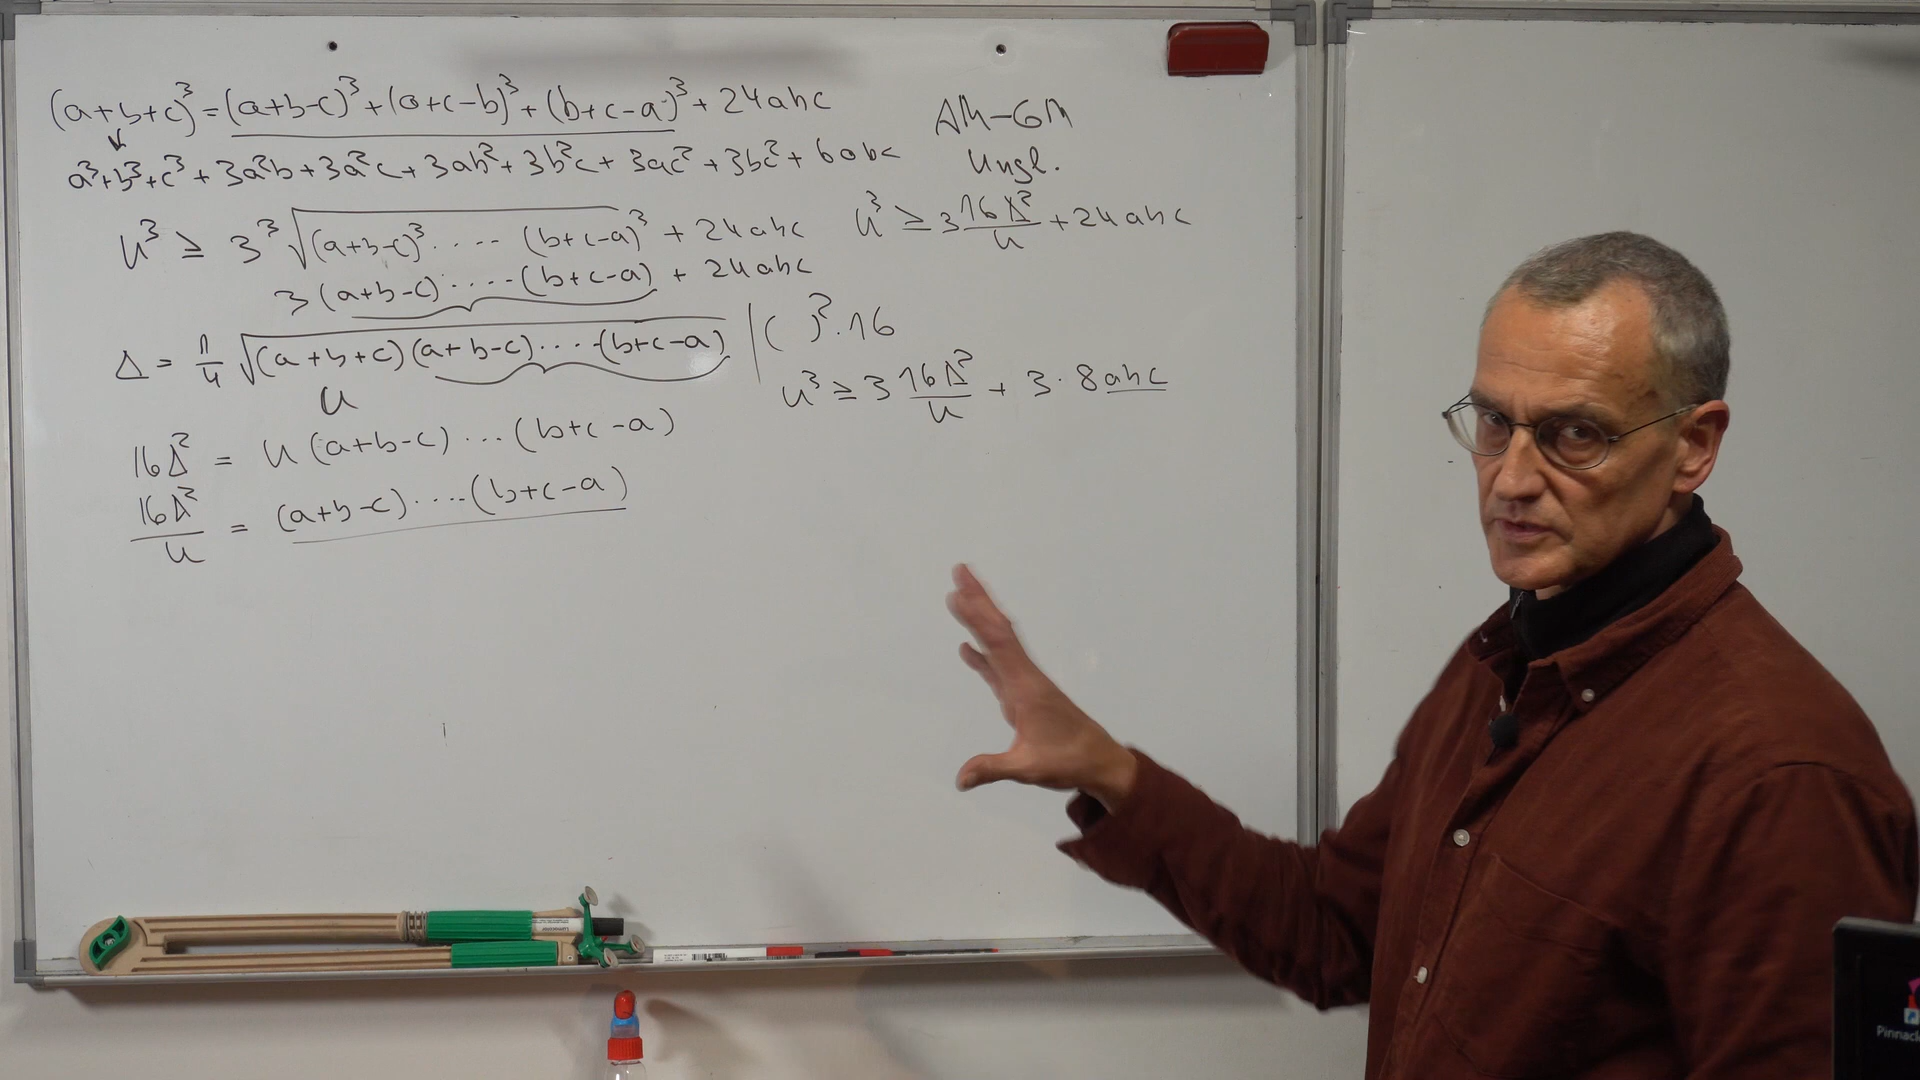 (a+b+c)³ = (a+b-c)³ + (a+c-b)³ + (b+c-a)³ + 24abc
a³+b³+c³ + 3a²b + 3a²c + 3ab² + 3b²c + 3ac² + 3bc² + 6abc
AM-GM
Ungl.
u³ ≥ 3 ³√((a+b-c)³ ····· (b+c-a)³) + 24abc
3(a+b-c) ····· (b+c-a) + 24abc
u³ ≥ 3 16Δ²/u + 24abc
Δ = 1/4 √((a+b+c)(a+b-c) ···· (b+c-a)) | ( )² · 16
u
u³ ≥ 3 16Δ²/u + 3 · 8abc
16Δ² = u(a+b-c) ··· (b+c-a)
16Δ²/u = (a+b-c) ····· (b+c-a)
Pinnacl